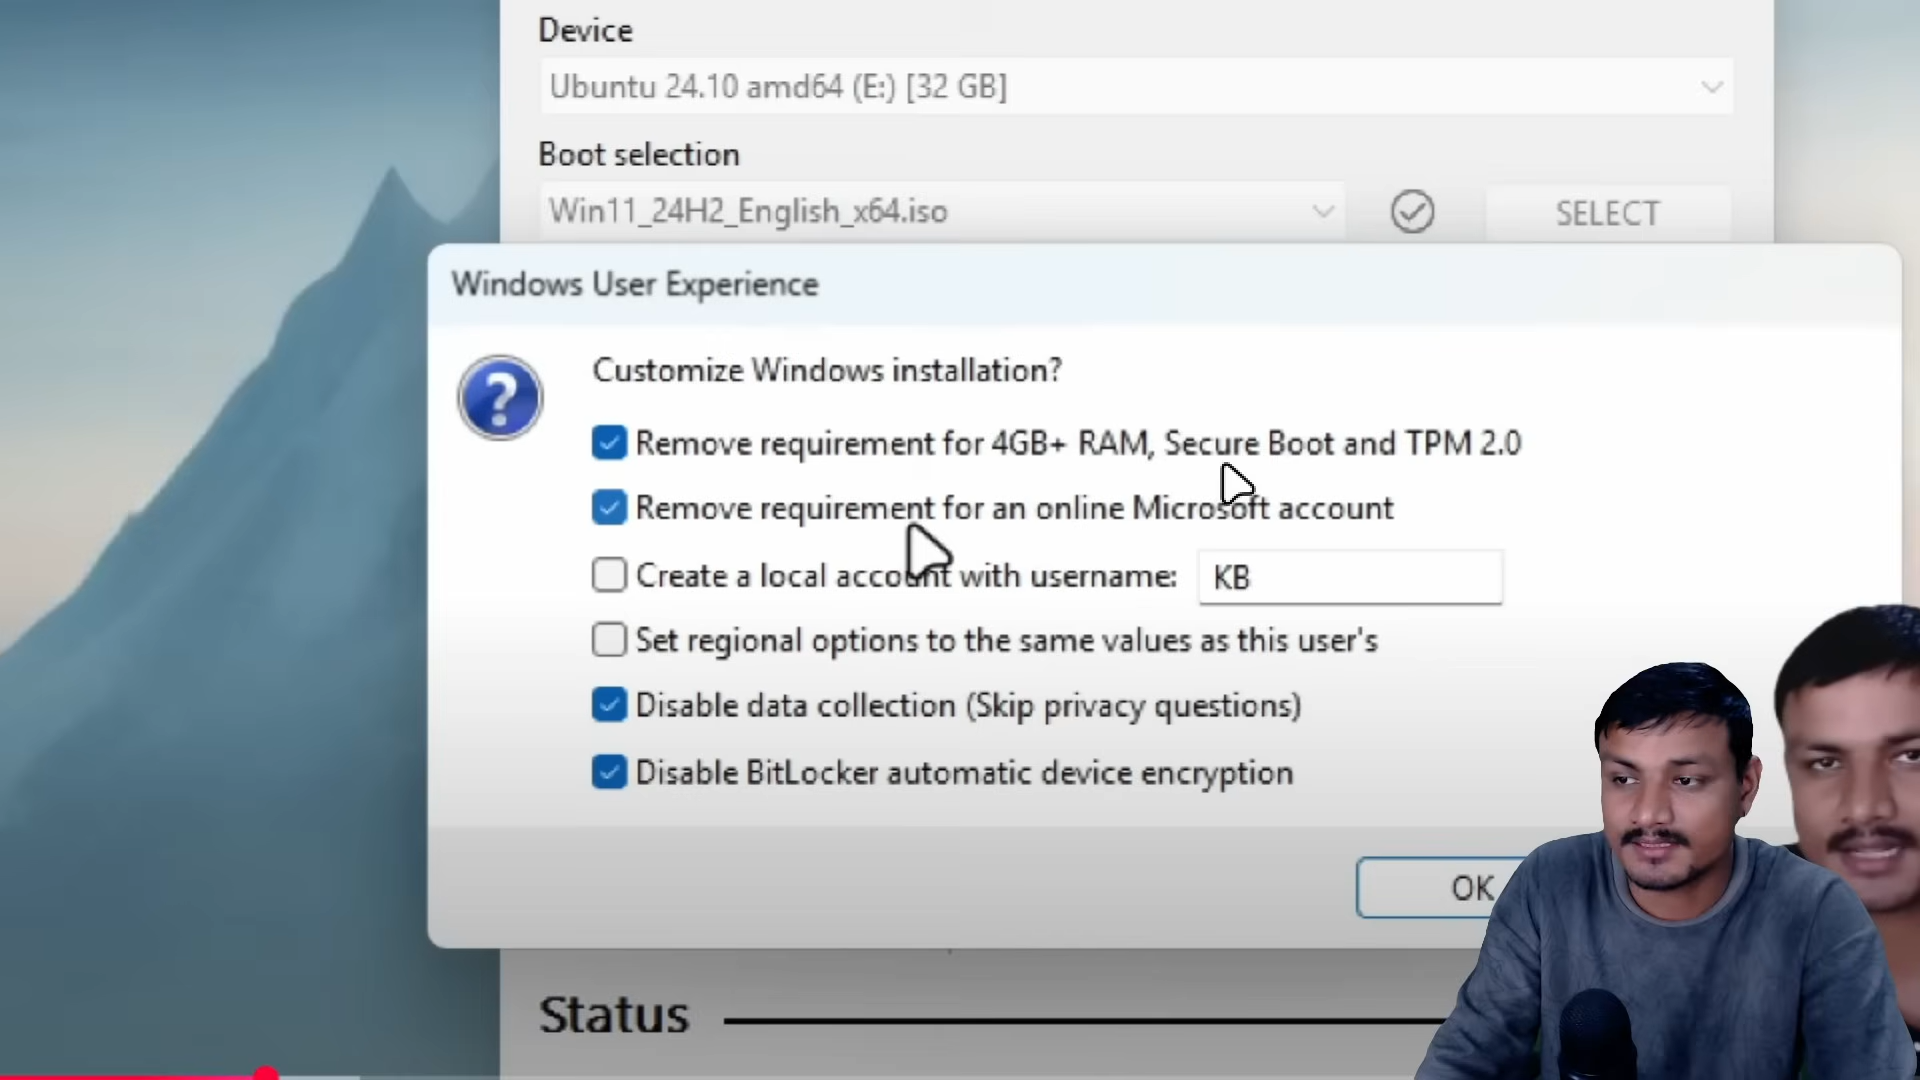 Device
Ubuntu 24.10 amd64 (E:) [32 GB]
Boot selection
Win11_24H2_English_x64.iso
SELECT
Windows User Experience
Customize Windows installation?
Remove requirement for 4GB+ RAM, Secure Boot and TPM 2.0
Remove requirement for an online Microsoft account
Create a local account with username: KB
Set regional options to the same values as this user's
Disable data collection (Skip privacy questions)
Disable BitLocker automatic device encryption
OK
Status